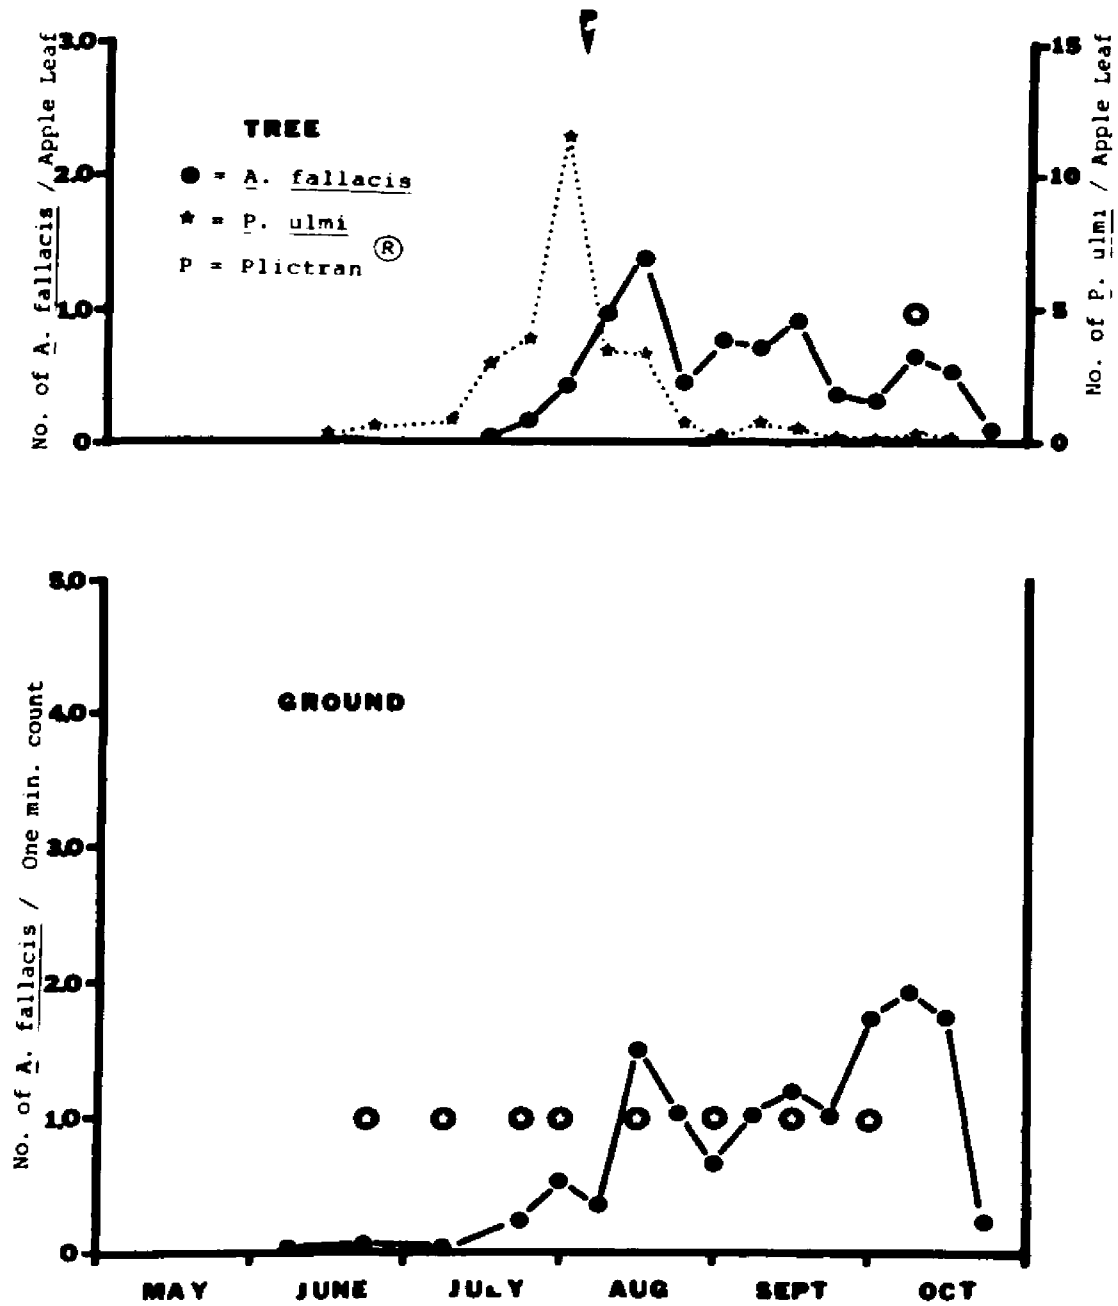 P
No. of A. fallacis / Apple Leaf
3.0
2.0
1.0
0
TREE
● = A. fallacis
★ = P. ulmi
P = Plictran ®
15
10
5
0
No. of P. ulmi / Apple Leaf
No. of A. fallacis / One min. count
5.0
4.0
3.0
2.0
1.0
0
GROUND
MAY JUNE JULY AUG SEPT OCT